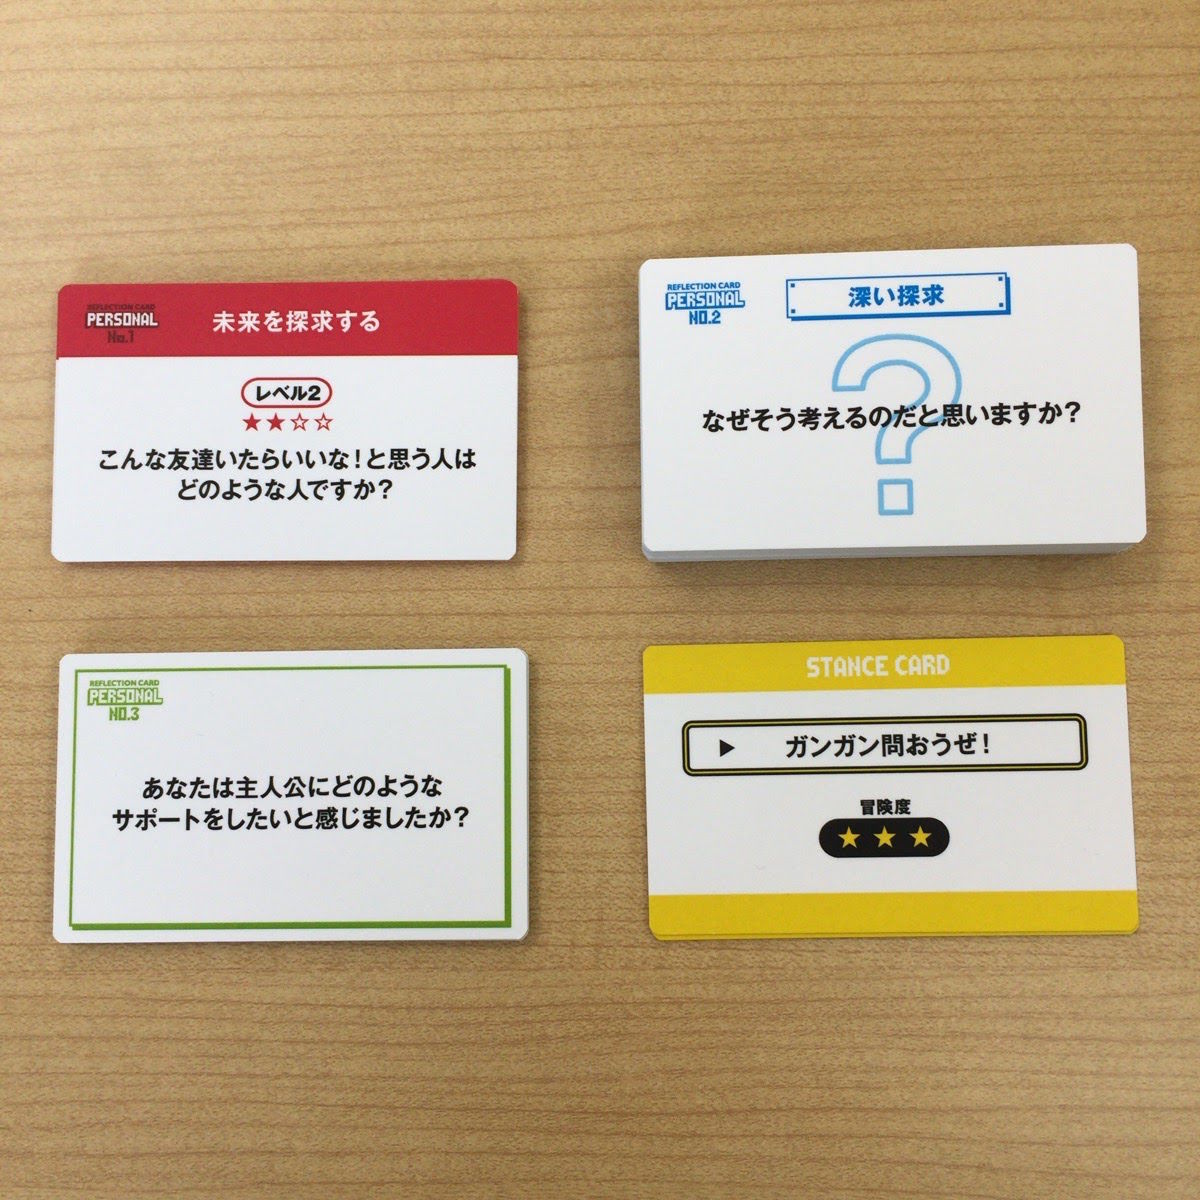 REFLECTION CARD
PERSONAL
No.1
未来を探求する
レベル2
★★☆☆
こんな友達いたらいいな！と思う人は
どのような人ですか？
REFLECTION CARD
PERSONAL
NO.2
深い探求
?
なぜそう考えるのだと思いますか？
REFLECTION CARD
PERSONAL
NO.3
あなたは主人公にどのような
サポートをしたいと感じましたか？
STANCE CARD
▶ ガンガン問おうぜ！
冒険度
★★★